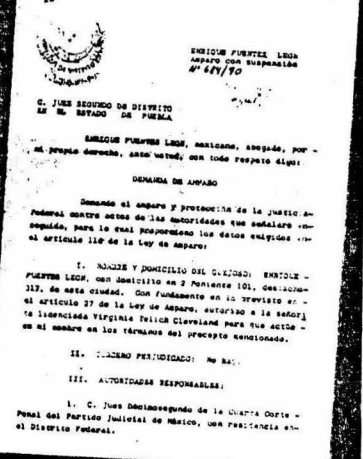 ENRIQUE FUENTES LEON
Amparo con suspensión
Nº 684/90
C. JUEZ SEGUNDO DE DISTRITO
EN EL ESTADO DE PUEBLA
ENRIQUE FUENTES LEON, mexicano, abogado, por -
mi propio derecho, ante usted, con todo respeto digo:
DEMANDA DE AMPARO
Demando el amparo y protección de la justicia
Federal contra actos de las autoridades que señalaré en-
seguida, para lo cual proporciono los datos exigidos
el artículo 116 de la Ley de Amparo:
I. NOMBRE Y DOMICILIO DEL QUEJOSO: ENRIQUE -
FUENTES LEON, con domicilio en 2 Poniente 101, despacho
317, de esta ciudad. Con fundamento en lo previsto en -
el artículo 27 de la Ley de Amparo, autorizo a la señori
ta licenciada Virginia Telich Cleveland para que actúe -
en mi nombre en los términos del precepto mencionado.
II. TERCERO PERJUDICADO: No hay.
III. AUTORIDADES RESPONSABLES:
1. C. Juez Décimosegundo de la Cuarta Corte -
Penal del Partido Judicial de México, con residencia en-
el Distrito Federal.